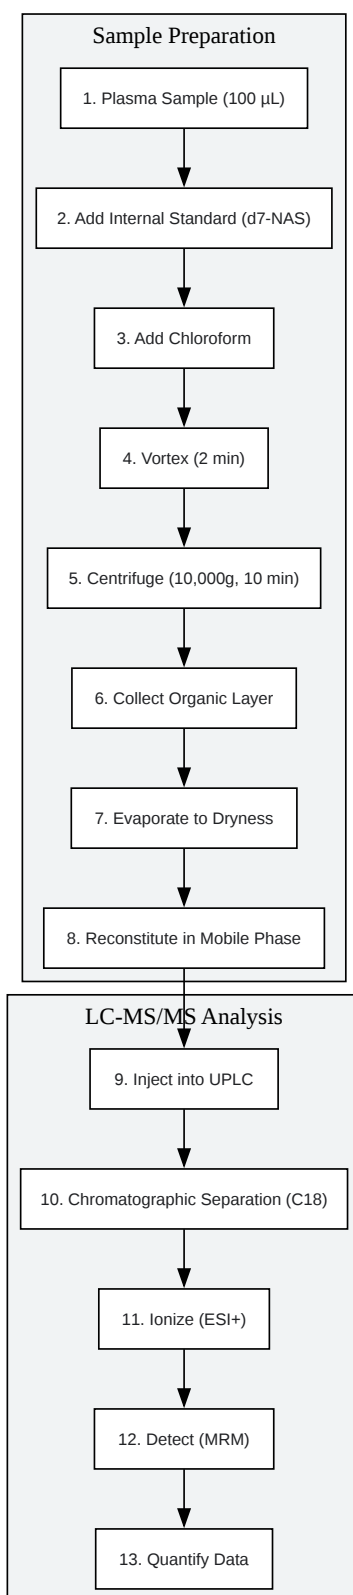 Sample Preparation
1. Plasma Sample (100 µL)
2. Add Internal Standard (d7-NAS)
3. Add Chloroform
4. Vortex (2 min)
5. Centrifuge (10,000g, 10 min)
6. Collect Organic Layer
7. Evaporate to Dryness
8. Reconstitute in Mobile Phase
LC-MS/MS Analysis
9. Inject into UPLC
10. Chromatographic Separation (C18)
11. Ionize (ESI+)
12. Detect (MRM)
13. Quantify Data